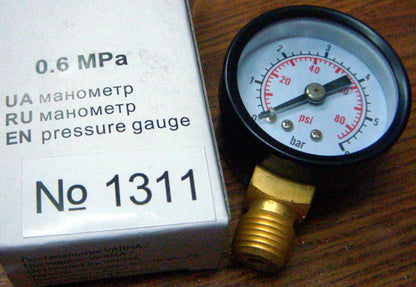 0.6 MPa
UA манометр
RU манометр
EN pressure gauge
№ 1311
0 1 2 3 4 5 6
20 40 60 80
psi
bar